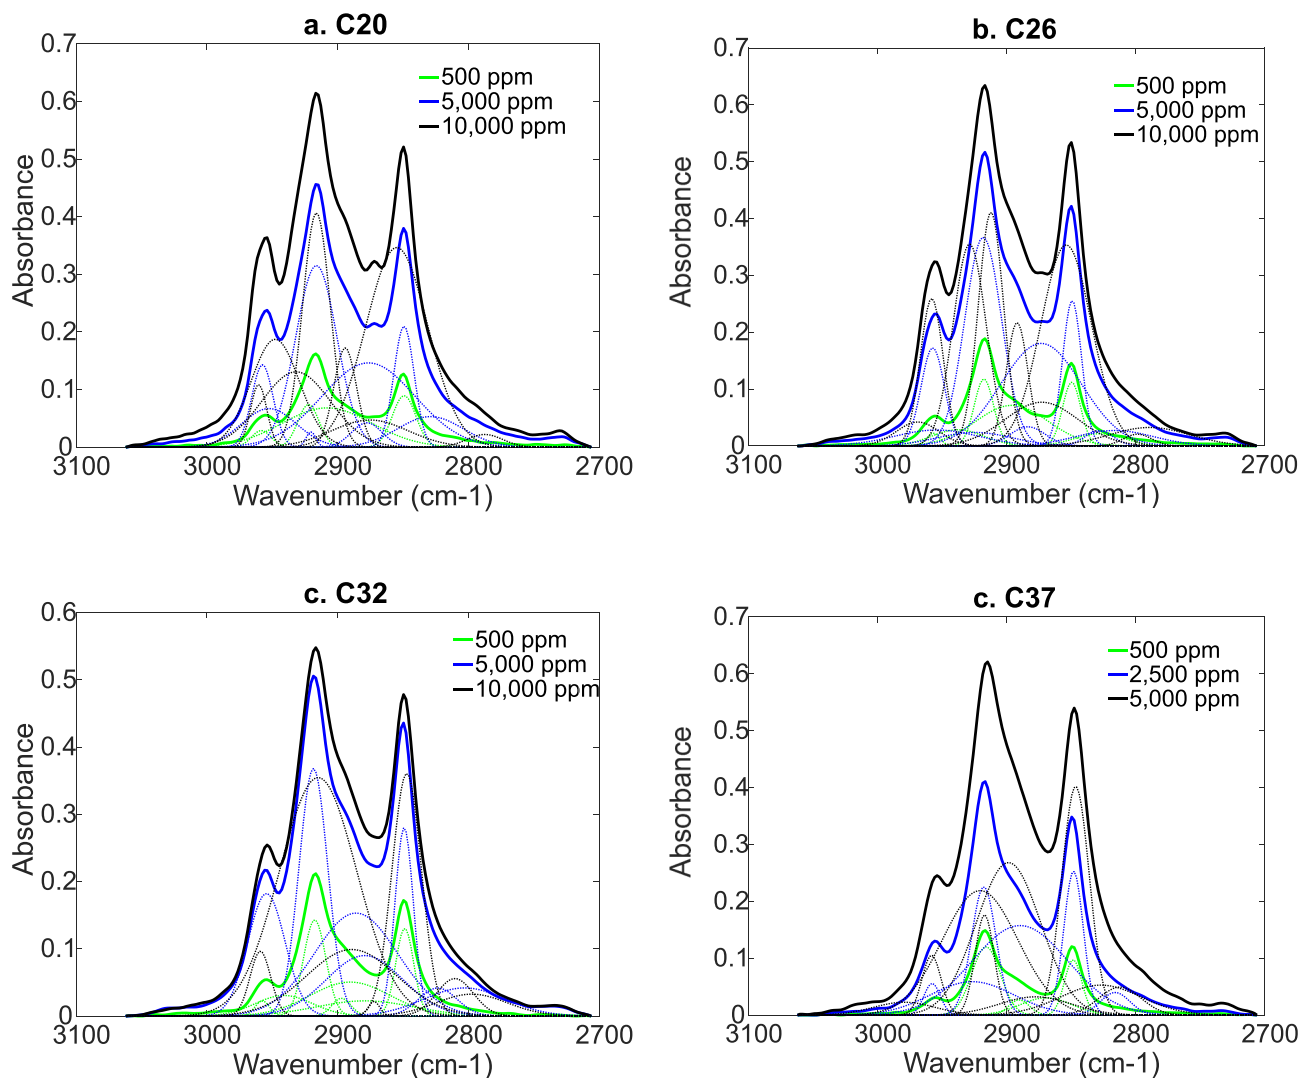 a. C20
0.7
0.6
0.5
0.4
0.3
0.2
0.1
0
Absorbance
500 ppm
5,000 ppm
10,000 ppm
3100 3000 2900 2800 2700
Wavenumber (cm-1)
b. C26
0.7
0.6
0.5
0.4
0.3
0.2
0.1
0
Absorbance
500 ppm
5,000 ppm
10,000 ppm
3100 3000 2900 2800 2700
Wavenumber (cm-1)
c. C32
0.6
0.5
0.4
0.3
0.2
0.1
0
Absorbance
500 ppm
5,000 ppm
10,000 ppm
3100 3000 2900 2800 2700
Wavenumber (cm-1)
c. C37
0.7
0.6
0.5
0.4
0.3
0.2
0.1
0
Absorbance
500 ppm
2,500 ppm
5,000 ppm
3100 3000 2900 2800 2700
Wavenumber (cm-1)